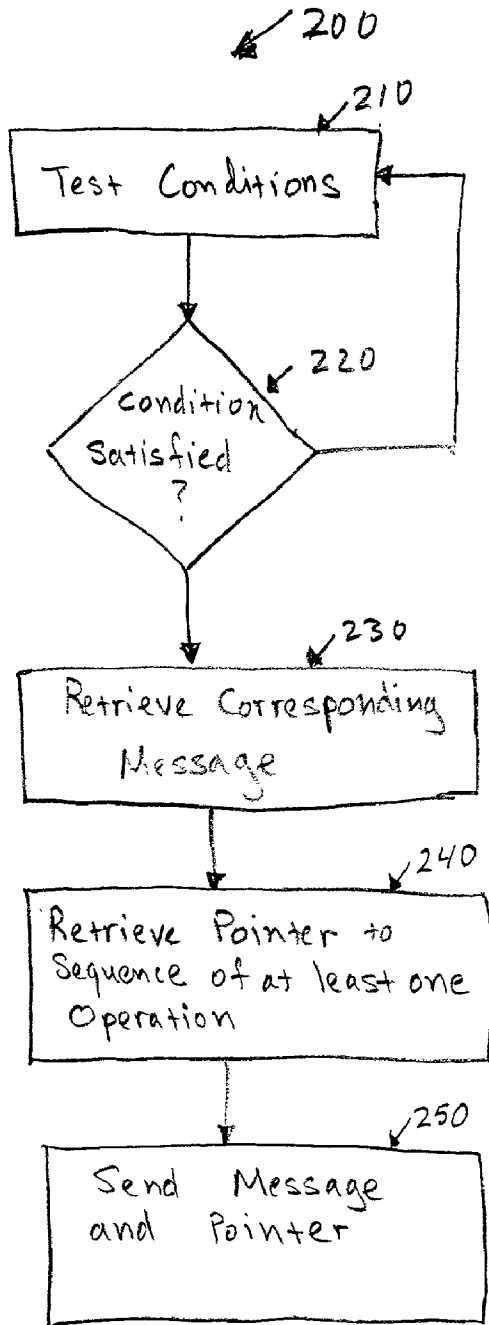 200
210
Test Conditions
220
Condition
Satisfied
?
230
Retrieve Corresponding
Message
240
Retrieve Pointer to
Sequence of at least one
Operation
250
Send Message
and Pointer